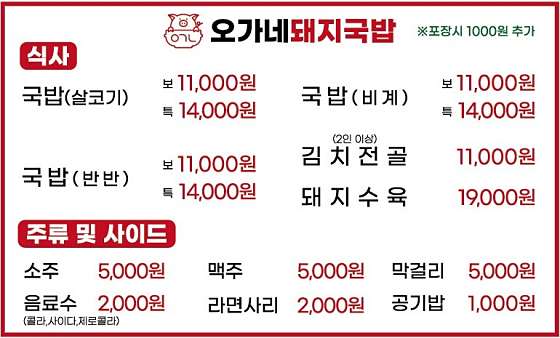 오가네돼지국밥
※포장시 1000원 추가
식사
국밥(살코기) 보 11,000원
특 14,000원
국밥(비계) 보 11,000원
특 14,000원
국밥(반반) 보 11,000원
특 14,000원
(2인 이상)
김치전골 11,000원
돼지수육 19,000원
주류 및 사이드
소주 5,000원 맥주 5,000원 막걸리 5,000원
음료수 2,000원 라면사리 2,000원 공기밥 1,000원
(콜라,사이다,제로콜라)